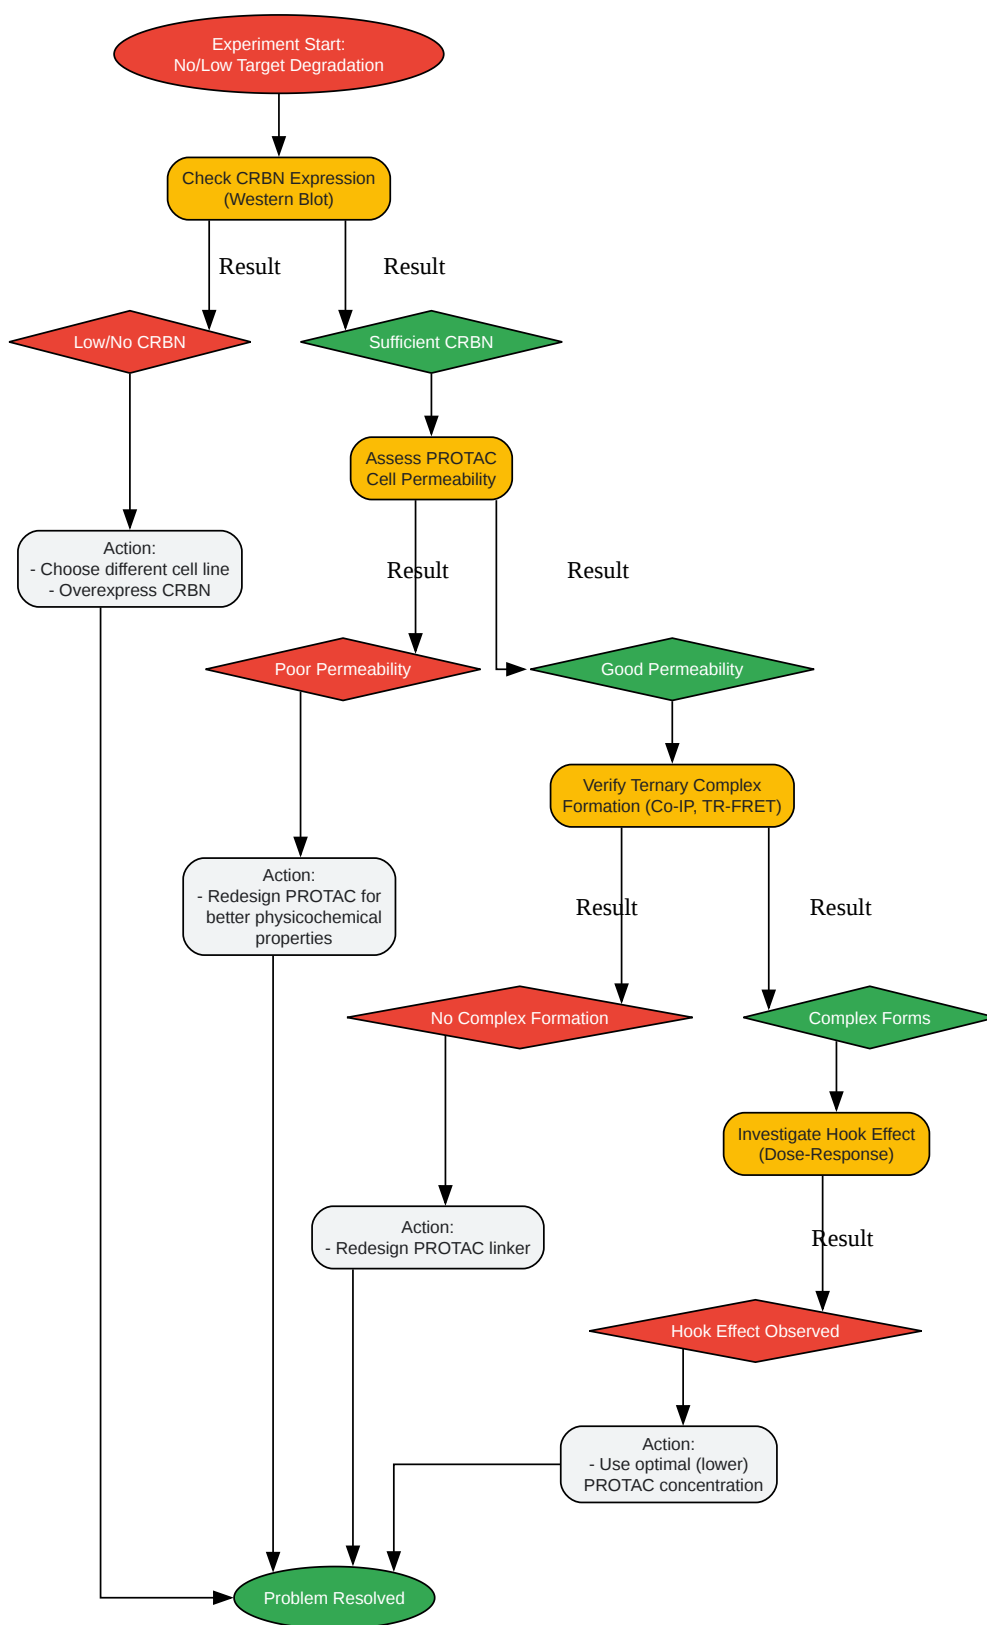 Experiment Start:
No/Low Target Degradation
Check CRBN Expression
(Western Blot)
Result
Result
Low/No CRBN
Sufficient CRBN
Assess PROTAC
Cell Permeability
Action:
- Choose different cell line
- Overexpress CRBN
Result
Result
Poor Permeability
Good Permeability
Verify Ternary Complex
Formation (Co-IP, TR-FRET)
Action:
- Redesign PROTAC for
better physicochemical
properties
Result
Result
No Complex Formation
Complex Forms
Investigate Hook Effect
(Dose-Response)
Action:
- Redesign PROTAC linker
Result
Hook Effect Observed
Action:
- Use optimal (lower)
PROTAC concentration
Problem Resolved